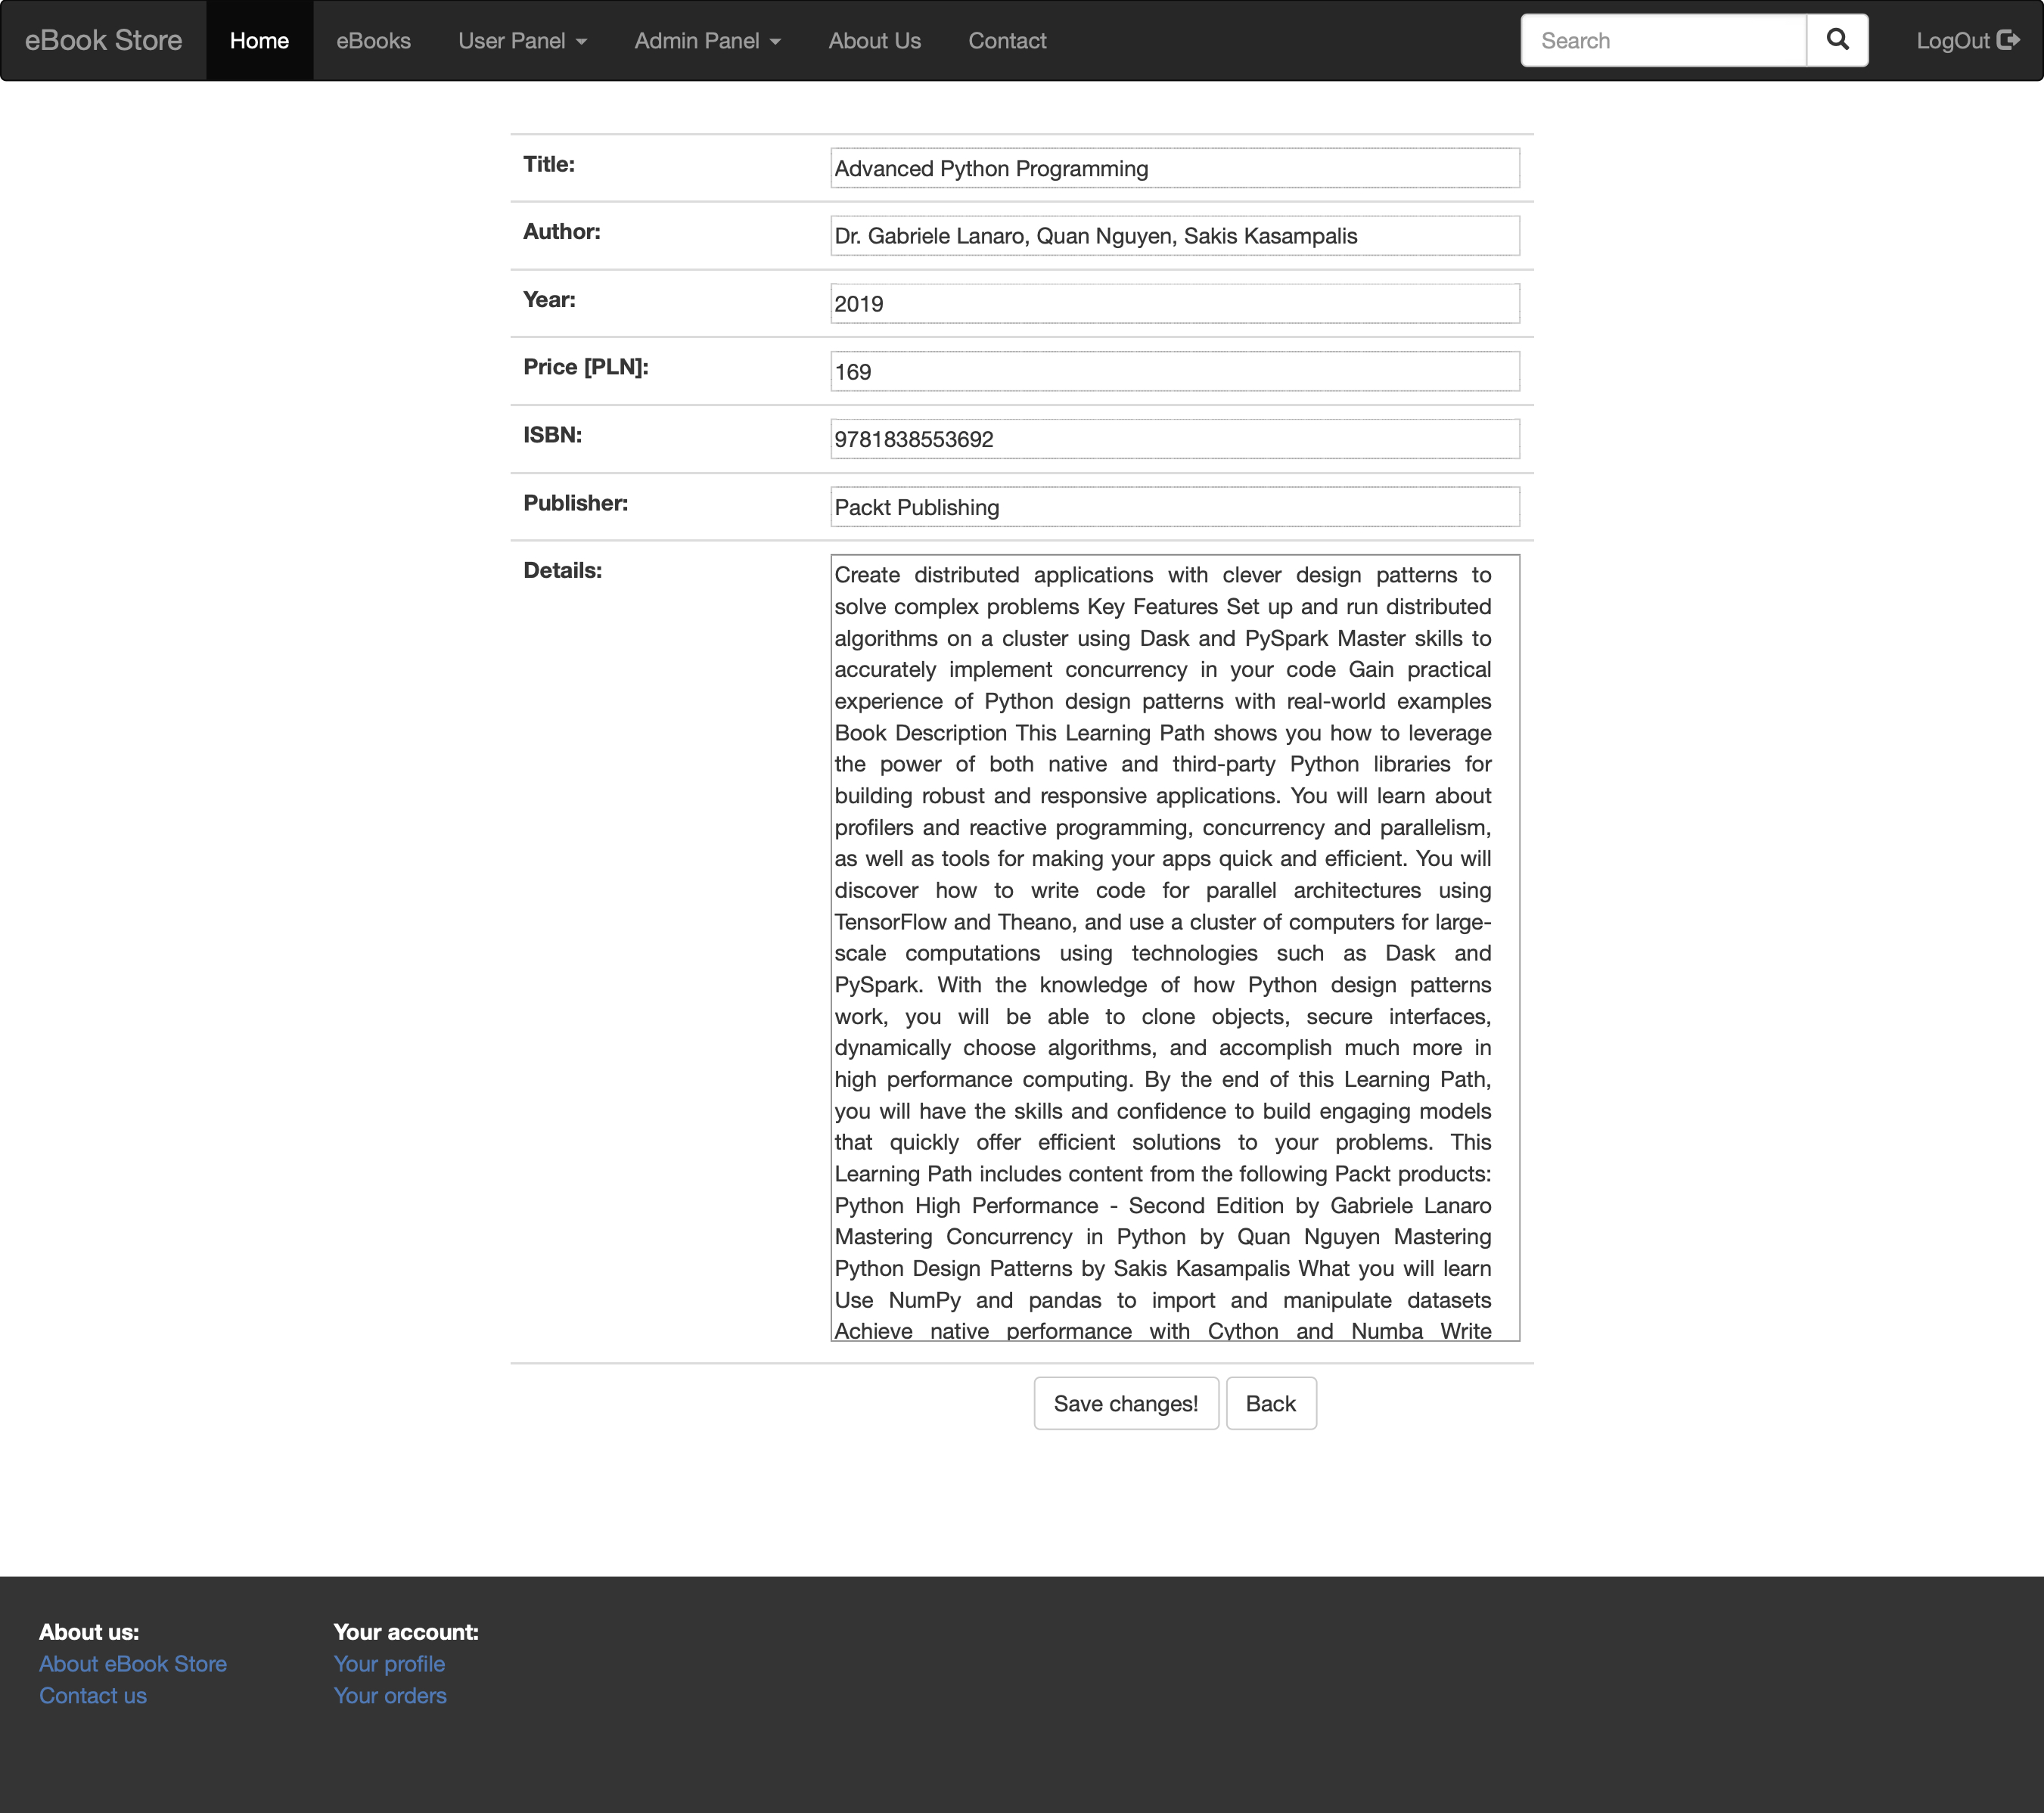 eBook Store Home eBooks User Panel Admin Panel About Us Contact Search LogOut
Title: Advanced Python Programming
Author: Dr. Gabriele Lanaro, Quan Nguyen, Sakis Kasampalis
Year: 2019
Price [PLN]: 169
ISBN: 9781838553692
Publisher: Packt Publishing
Details: Create distributed applications with clever design patterns to
solve complex problems Key Features Set up and run distributed
algorithms on a cluster using Dask and PySpark Master skills to
accurately implement concurrency in your code Gain practical
experience of Python design patterns with real-world examples
Book Description This Learning Path shows you how to leverage
the power of both native and third-party Python libraries for
building robust and responsive applications. You will learn about
profilers and reactive programming, concurrency and parallelism,
as well as tools for making your apps quick and efficient. You will
discover how to write code for parallel architectures using
TensorFlow and Theano, and use a cluster of computers for large-
scale computations using technologies such as Dask and
PySpark. With the knowledge of how Python design patterns
work, you will be able to clone objects, secure interfaces,
dynamically choose algorithms, and accomplish much more in
high performance computing. By the end of this Learning Path,
you will have the skills and confidence to build engaging models
that quickly offer efficient solutions to your problems. This
Learning Path includes content from the following Packt products:
Python High Performance - Second Edition by Gabriele Lanaro
Mastering Concurrency in Python by Quan Nguyen Mastering
Python Design Patterns by Sakis Kasampalis What you will learn
Use NumPy and pandas to import and manipulate datasets
Achieve native performance with Cython and Numba Write
Save changes! Back
About us:
About eBook Store
Contact us
Your account:
Your profile
Your orders